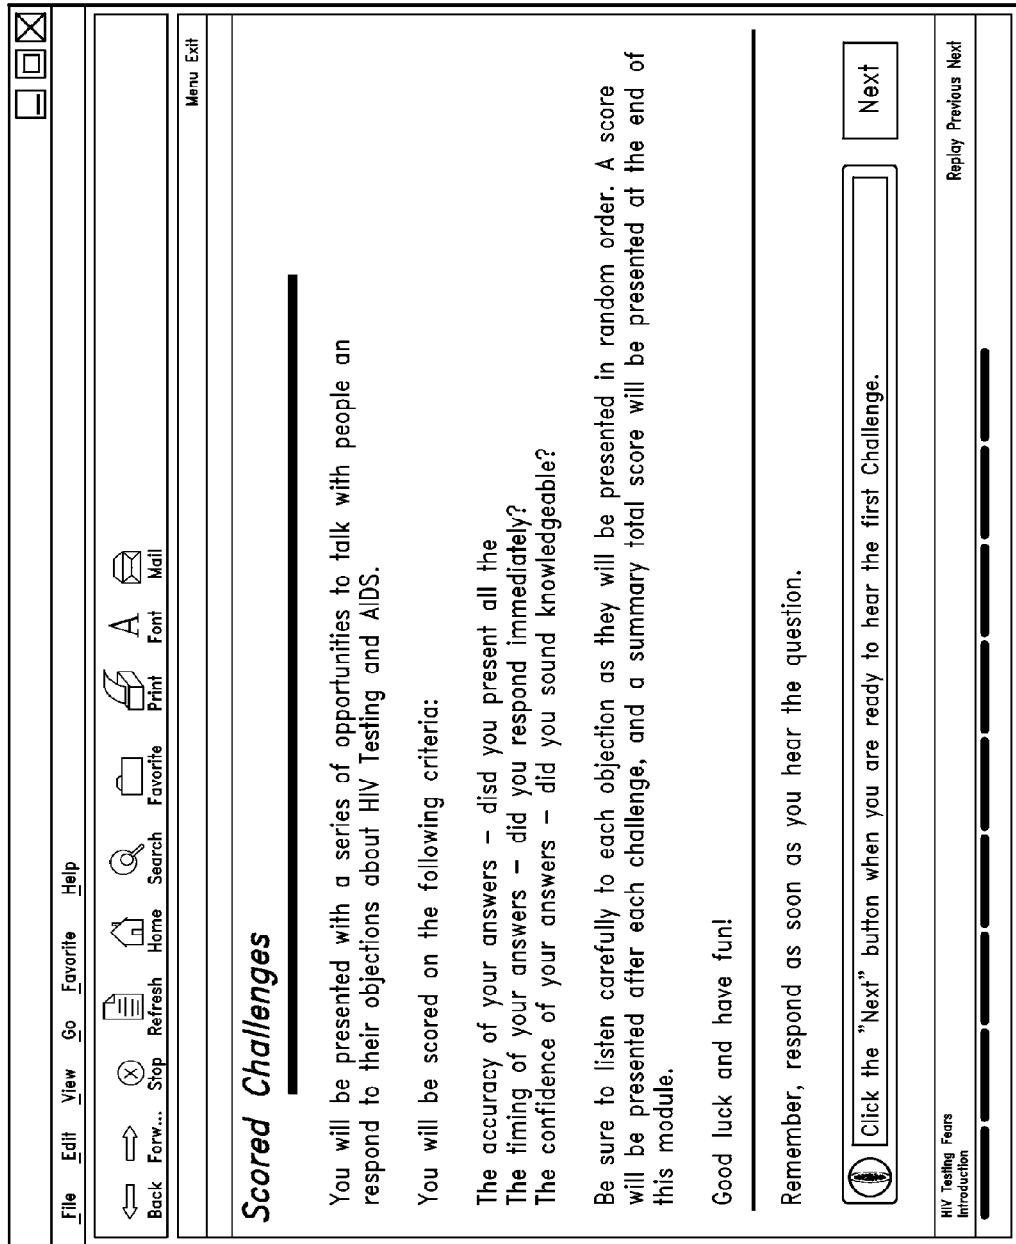 File Edit View Go Favorite Help
Back Forw... Stop Refresh Home Search Favorite Print Font Mail
Menu Exit
Scored Challenges
You will be presented with a series of opportunities to talk with people an
respond to their objections about HIV Testing and AIDS.
You will be scored on the following criteria:
The accuracy of your answers – disd you present all the
The timing of your answers – did you respond immediately?
The confidence of your answers – did you sound knowledgeable?
Be sure to listen carefully to each objection as they will be presented in random order. A score
will be presented after each challenge, and a summary total score will be presented at the end of
this module.
Good luck and have fun!
Remember, respond as soon as you hear the question.
Click the "Next" button when you are ready to hear the first Challenge.
Next
HIV Testing Fears
Introduction
Replay Previous Next